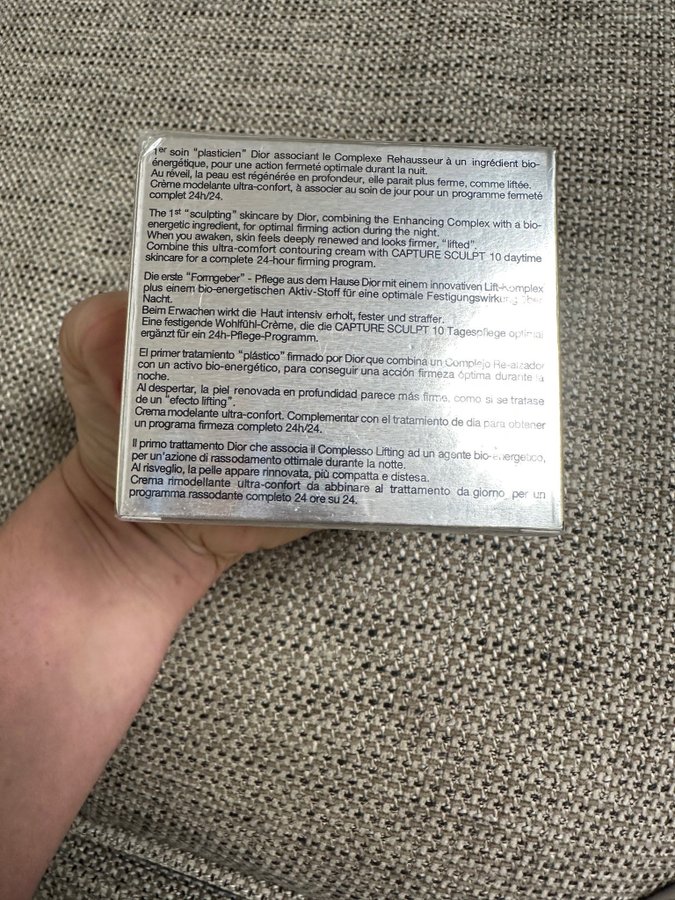 1er soin "plasticien" Dior associant le Complexe Rehausseur à un ingrédient bio-
énergétique, pour une action fermeté optimale durant la nuit.
Au réveil, la peau est régénérée en profondeur, elle parait plus ferme, comme liftée.
Crème modelante ultra-confort, à associer au soin de jour pour un programme fermeté
complet 24h/24.
The 1st "sculpting" skincare by Dior, combining the Enhancing Complex with a bio-
energetic ingredient, for optimal firming action during the night.
When you awaken, skin feels deeply renewed and looks firmer, "lifted".
Combine this ultra-comfort contouring cream with CAPTURE SCULPT 10 daytime
skincare for a complete 24-hour firming program.
Die erste "Formgeber" - Pflege aus dem Hause Dior mit einem innovativen Lift-Komplex
plus einem bio-energetischen Aktiv-Stoff für eine optimale Festigungswirkung über
Nacht.
Beim Erwachen wirkt die Haut intensiv erholt, fester und straffer.
Eine festigende Wohlfühl-Crème, die die CAPTURE SCULPT 10 Tagespflege optimal
ergänzt für ein 24h-Pflege-Programm.
El primer tratamiento "plástico" firmado por Dior que combina un Complejo Re-alzador
con un activo bio-energético, para conseguir una acción firmeza óptima durante la
noche.
Al despertar, la piel renovada en profundidad parece más firme, como si se tratase
de un "efecto lifting".
Crema modelante ultra-confort. Complementar con el tratamiento de día para obtener
un programa firmeza completo 24h/24.
Il primo trattamento Dior che associa il Complesso Lifting ad un agente bio-energetico,
per un'azione di rassodamento ottimale durante la notte.
Al risveglio, la pelle appare rinnovata, più compatta e distesa.
Crema rimodellante ultra-confort da abbinare al trattamento da giorno per un
programma rassodante completo 24 ore su 24.